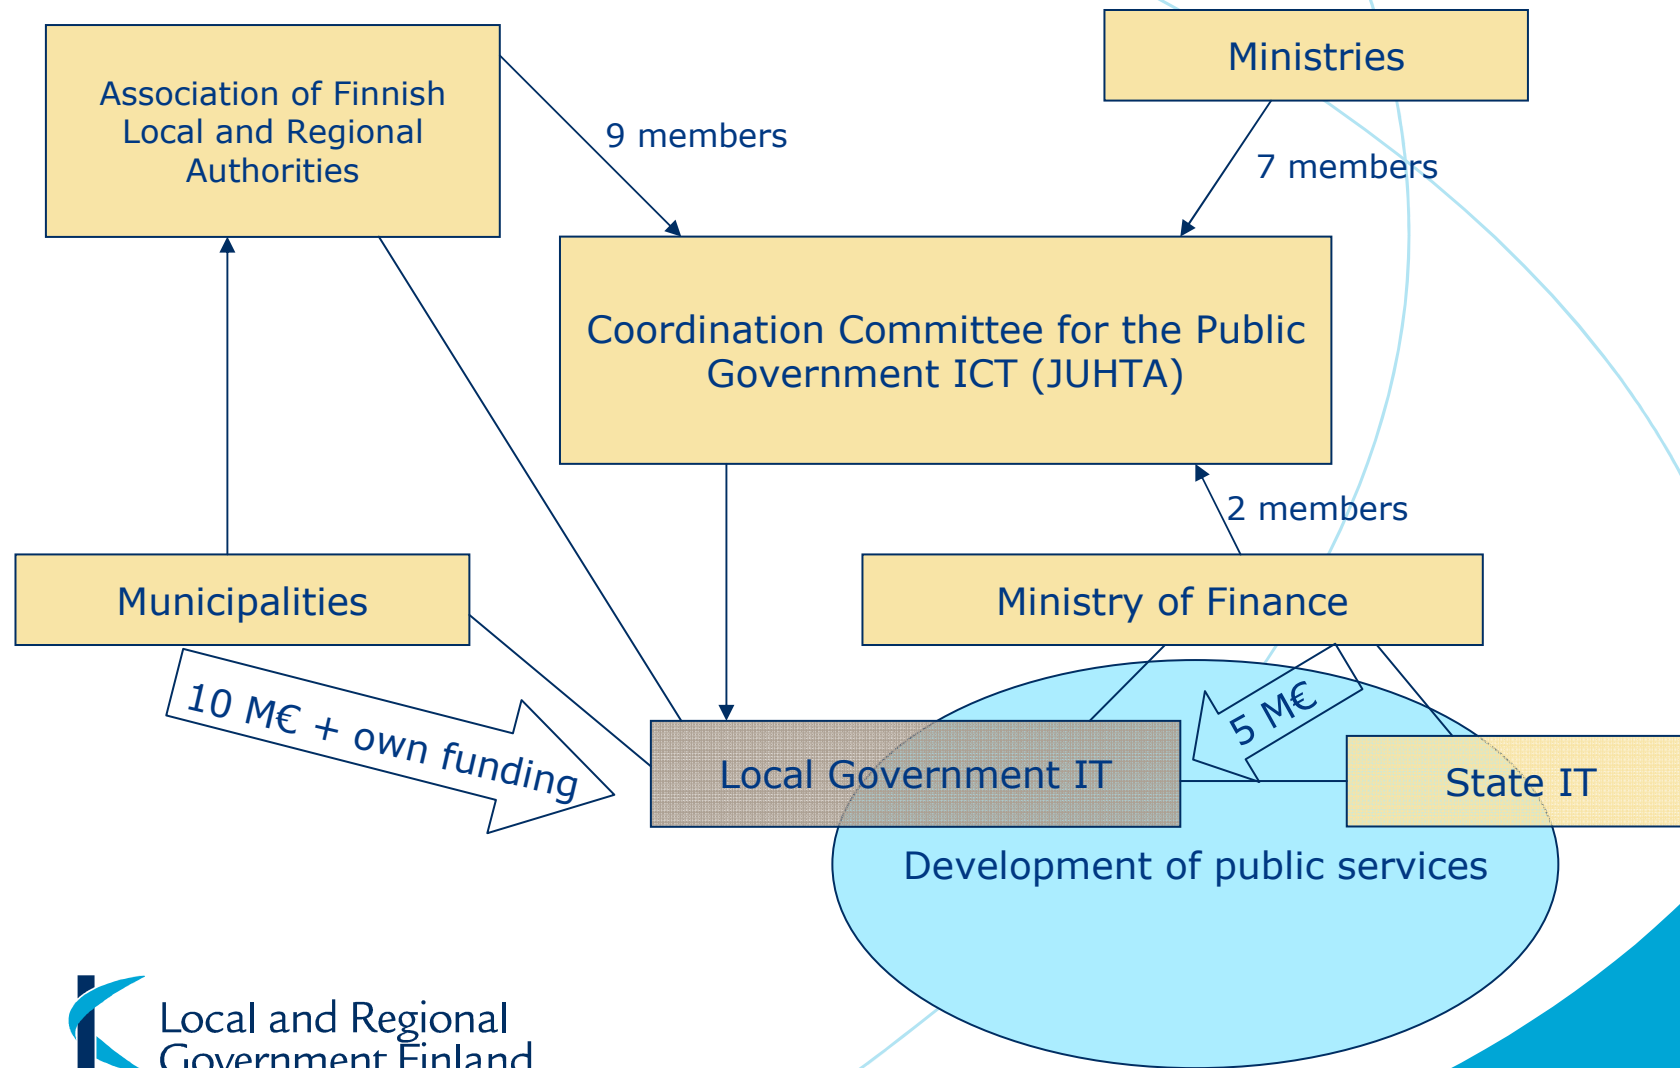 Association of Finnish
Local and Regional
Authorities
Ministries
9 members
7 members
Coordination Committee for the Public
Government ICT (JUHTA)
2 members
Municipalities
Ministry of Finance
10 M€ + own funding
5 M€
Local Government IT
State IT
Development of public services
Local and Regional
Government Finland